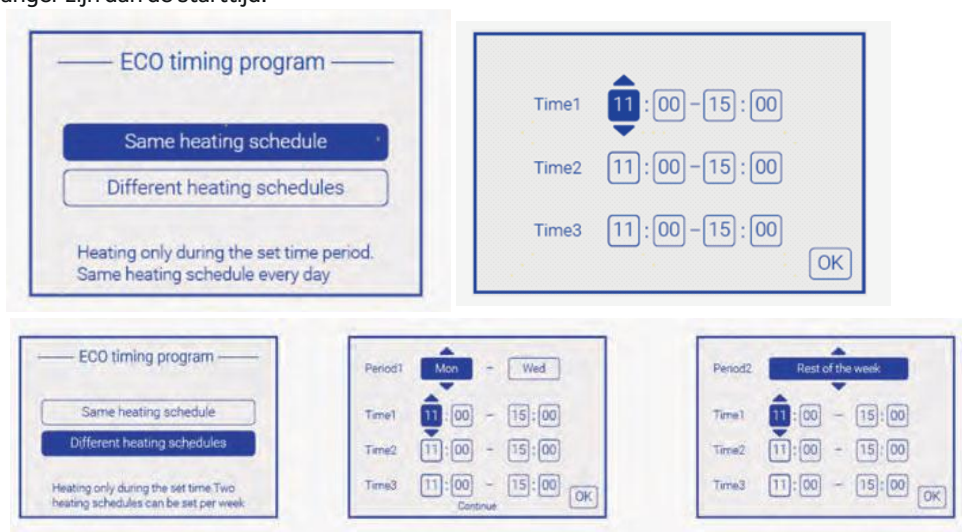 zijn dan de starttijd.
ECO timing program
Same heating schedule
Different heating schedules
Heating only during the set time period.
Same heating schedule every day
Time1 11 : 00 - 15 : 00
Time2 11 : 00 - 15 : 00
Time3 11 : 00 - 15 : 00
OK
ECO timing program
Same heating schedule
Different heating schedules
Heating only during the set time Two
heating schedules can be set per week
Period1 Mon - Wed
Time1 11 : 00 - 15 : 00
Time2 11 : 00 - 15 : 00
Time3 11 : 00 - 15 : 00
Continue
OK
Period2 Rest of the week
Time1 11 : 00 - 15 : 00
Time2 11 : 00 - 15 : 00
Time3 11 : 00 - 15 : 00
OK